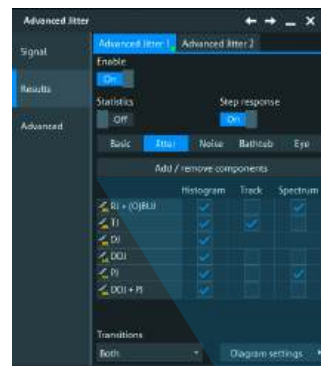 Advanced Jitter
Signal
Results
Advanced
Advanced Jitter 1 Advanced Jitter 2
Enable
On
Statistics Step response
Off On
Basic Jitter Noise Bathtub Eye
Add / remove components
Histogram Track Spectrum
RJ + (O)BUJ
TJ
DJ
DDJ
PJ
DDJ + PJ
Transitions
Both Diagram settings